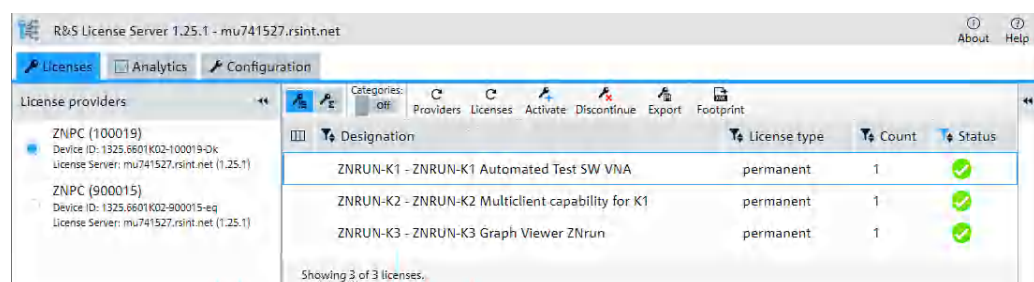 R&S License Server 1.25.1 - mu741527.rsint.net
About Help
Licenses Analytics Configuration
License providers
Categories:
Off
Providers Licenses Activate Discontinue Export Footprint
ZNPC (100019)
Device ID: 1325.6601K02-100019-Dk
License Server: mu741527.rsint.net (1.25.1)
ZNPC (900015)
Device ID: 1325.6601K02-900015-eq
License Server: mu741527.rsint.net (1.25.1)
Designation License type Count Status
ZNRUN-K1 - ZNRUN-K1 Automated Test SW VNA permanent 1
ZNRUN-K2 - ZNRUN-K2 Multiclient capability for K1 permanent 1
ZNRUN-K3 - ZNRUN-K3 Graph Viewer ZNrun permanent 1
Showing 3 of 3 licenses.